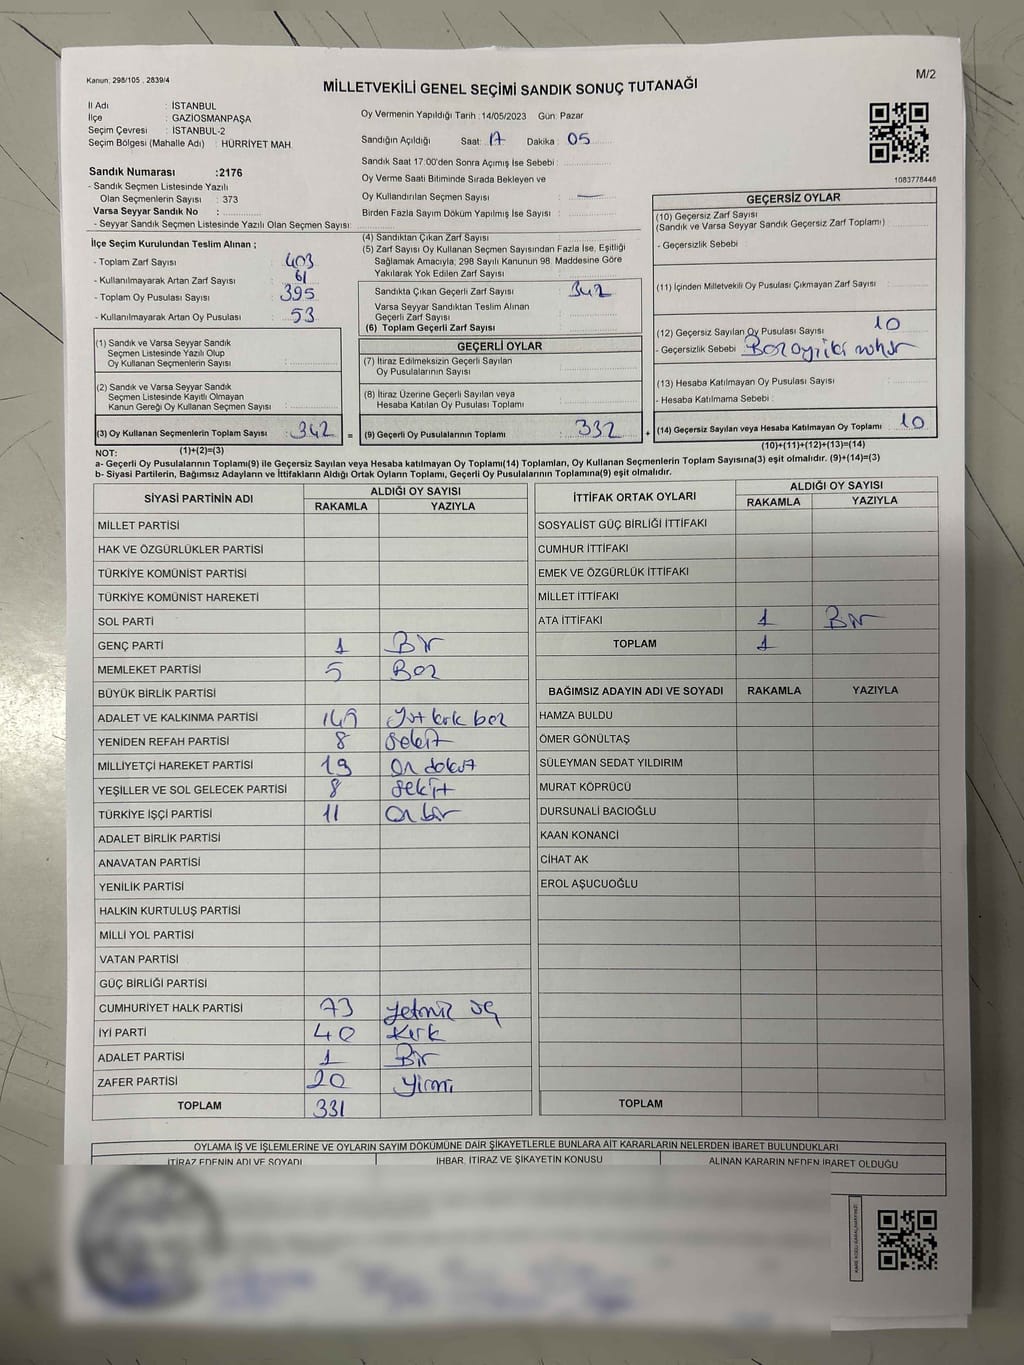 Kanun: 298/105 , 2839/4
M/2
MİLLETVEKİLİ GENEL SEÇİMİ SANDIK SONUÇ TUTANAĞI
İl Adı : İSTANBUL
İlçe : GAZİOSMANPAŞA
Seçim Çevresi : İSTANBUL-2
Seçim Bölgesi (Mahalle Adı) : HÜRRİYET MAH.
Sandık Numarası :2176
- Sandık Seçmen Listesinde Yazılı
Olan Seçmenlerin Sayısı : 373
Varsa Seyyar Sandık No :
- Seyyar Sandık Seçmen Listesinde Yazılı Olan Seçmen Sayısı:
Oy Vermenin Yapıldığı Tarih :14/05/2023 Gün: Pazar
Sandığın Açıldığı Saat: 17 Dakika: 05
Sandık Saat 17:00'den Sonra Açımış İse Sebebi :
Oy Verme Saati Bitiminde Sırada Bekleyen ve
Oy Kullandırılan Seçmen Sayısı : —
Birden Fazla Sayım Döküm Yapılmış İse Sayısı :
1083778448
İlçe Seçim Kurulundan Teslim Alınan ;
- Toplam Zarf Sayısı : 403
- Kullanılmayarak Artan Zarf Sayısı : 61
- Toplam Oy Pusulası Sayısı : 395
- Kullanılmayarak Artan Oy Pusulası : 53
(1) Sandık ve Varsa Seyyar Sandık
Seçmen Listesinde Yazılı Olup
Oy Kullanan Seçmenlerin Sayısı :
(2) Sandık ve Varsa Seyyar Sandık
Seçmen Listesinde Kayıtlı Olmayan
Kanun Gereği Oy Kullanan Seçmen Sayısı :
(3) Oy Kullanan Seçmenlerin Toplam Sayısı : 342 =
(1)+(2)=(3)
(4) Sandıktan Çıkan Zarf Sayısı :
(5) Zarf Sayısı Oy Kullanan Seçmen Sayısından Fazla İse, Eşitliği
Sağlamak Amacıyla, 298 Sayılı Kanunun 98. Maddesine Göre
Yakılarak Yok Edilen Zarf Sayısı :
Sandıkta Çıkan Geçerli Zarf Sayısı : 342
Varsa Seyyar Sandıktan Teslim Alınan
Geçerli Zarf Sayısı :
(6) Toplam Geçerli Zarf Sayısı :
GEÇERLİ OYLAR
(7) İtiraz Edilmeksizin Geçerli Sayılan
Oy Pusulalarının Sayısı :
(8) İtiraz Üzerine Geçerli Sayılan veya
Hesaba Katılan Oy Pusulası Toplamı :
(9) Geçerli Oy Pusulalarının Toplamı : 332 +
GEÇERSİZ OYLAR
(10) Geçersiz Zarf Sayısı
(Sandık ve Varsa Seyyar Sandık Geçersiz Zarf Toplamı) :
- Geçersizlik Sebebi :
(11) İçinden Milletvekili Oy Pusulası Çıkmayan Zarf Sayısı :
(12) Geçersiz Sayılan Oy Pusulası Sayısı : 10
- Geçersizlik Sebebi :
(13) Hesaba Katılmayan Oy Pusulası Sayısı :
- Hesaba Katılmama Sebebi :
(14) Geçersiz Sayılan veya Hesaba Katılmayan Oy Toplamı : 10
(10)+(11)+(12)+(13)=(14)
NOT:
a- Geçerli Oy Pusulalarının Toplamı(9) ile Geçersiz Sayılan veya Hesaba katılmayan Oy Toplamı(14) Toplamları, Oy Kullanan Seçmenlerin Toplam Sayısına(3) eşit olmalıdır. (9)+(14)=(3)
b- Siyasi Partilerin, Bağımsız Adayların ve İttifakların Aldığı Ortak Oyların Toplamı, Geçerli Oy Pusulalarının Toplamına(9) eşit olmalıdır.
SİYASİ PARTİNİN ADI ALDIĞI OY SAYISI
RAKAMLA YAZIYLA
MİLLET PARTİSİ
HAK VE ÖZGÜRLÜKLER PARTİSİ
TÜRKİYE KOMÜNİST PARTİSİ
TÜRKİYE KOMÜNİST HAREKETİ
SOL PARTİ
GENÇ PARTİ 1 Bir
MEMLEKET PARTİSİ 5 Beş
BÜYÜK BİRLİK PARTİSİ
ADALET VE KALKINMA PARTİSİ 145 yüz kırk beş
YENİDEN REFAH PARTİSİ 8 sekiz
MİLLİYETÇİ HAREKET PARTİSİ 19 on dokuz
YEŞİLLER VE SOL GELECEK PARTİSİ 8 sekiz
TÜRKİYE İŞÇİ PARTİSİ 11 on bir
ADALET BİRLİK PARTİSİ
ANAVATAN PARTİSİ
YENİLİK PARTİSİ
HALKIN KURTULUŞ PARTİSİ
MİLLİ YOL PARTİSİ
VATAN PARTİSİ
GÜÇ BİRLİĞİ PARTİSİ
CUMHURİYET HALK PARTİSİ 73 yetmiş üç
İYİ PARTİ 40 kırk
ADALET PARTİSİ 1 Bir
ZAFER PARTİSİ 20 yirmi
TOPLAM 331
İTTİFAK ORTAK OYLARI ALDIĞI OY SAYISI
RAKAMLA YAZIYLA
SOSYALİST GÜÇ BİRLİĞİ İTTİFAKI
CUMHUR İTTİFAKI
EMEK VE ÖZGÜRLÜK İTTİFAKI
MİLLET İTTİFAKI
ATA İTTİFAKI 1 Bir
TOPLAM 1
BAĞIMSIZ ADAYIN ADI VE SOYADI RAKAMLA YAZIYLA
HAMZA BULDU
ÖMER GÖNÜLTAŞ
SÜLEYMAN SEDAT YILDIRIM
MURAT KÖPRÜCÜ
DURSUNALİ BACIOĞLU
KAAN KONANCİ
CİHAT AK
EROL AŞUCUOĞLU
TOPLAM
OYLAMA İŞ VE İŞLEMLERİNE VE OYLARIN SAYIM DÖKÜMÜNE DAİR ŞİKAYETLERLE BUNLARA AİT KARARLARIN NELERDEN İBARET BULUNDUKLARI
İTİRAZ EDENİN ADI VE SOYADI İHBAR, İTİRAZ VE ŞİKAYETİN KONUSU ALINAN KARARIN NEDEN İBARET OLDUĞU